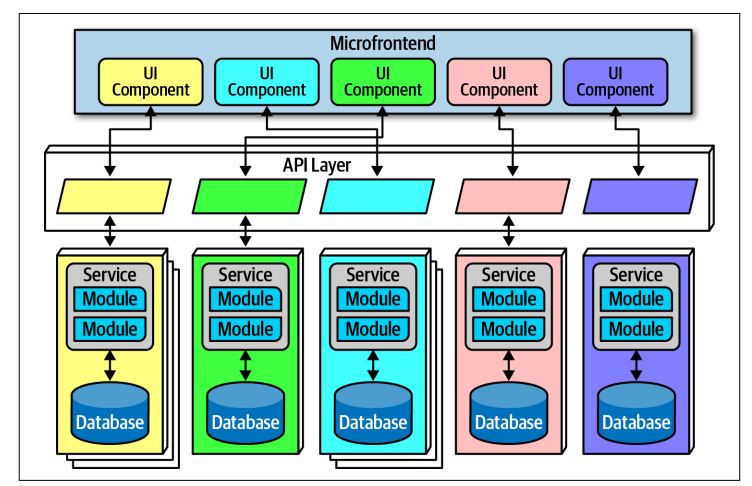 Microfrontend
UI
Component
UI
Component
UI
Component
UI
Component
UI
Component
API Layer
Service
Module
Module
Database
Service
Module
Module
Database
Service
Module
Module
Database
Service
Module
Module
Database
Service
Module
Module
Database